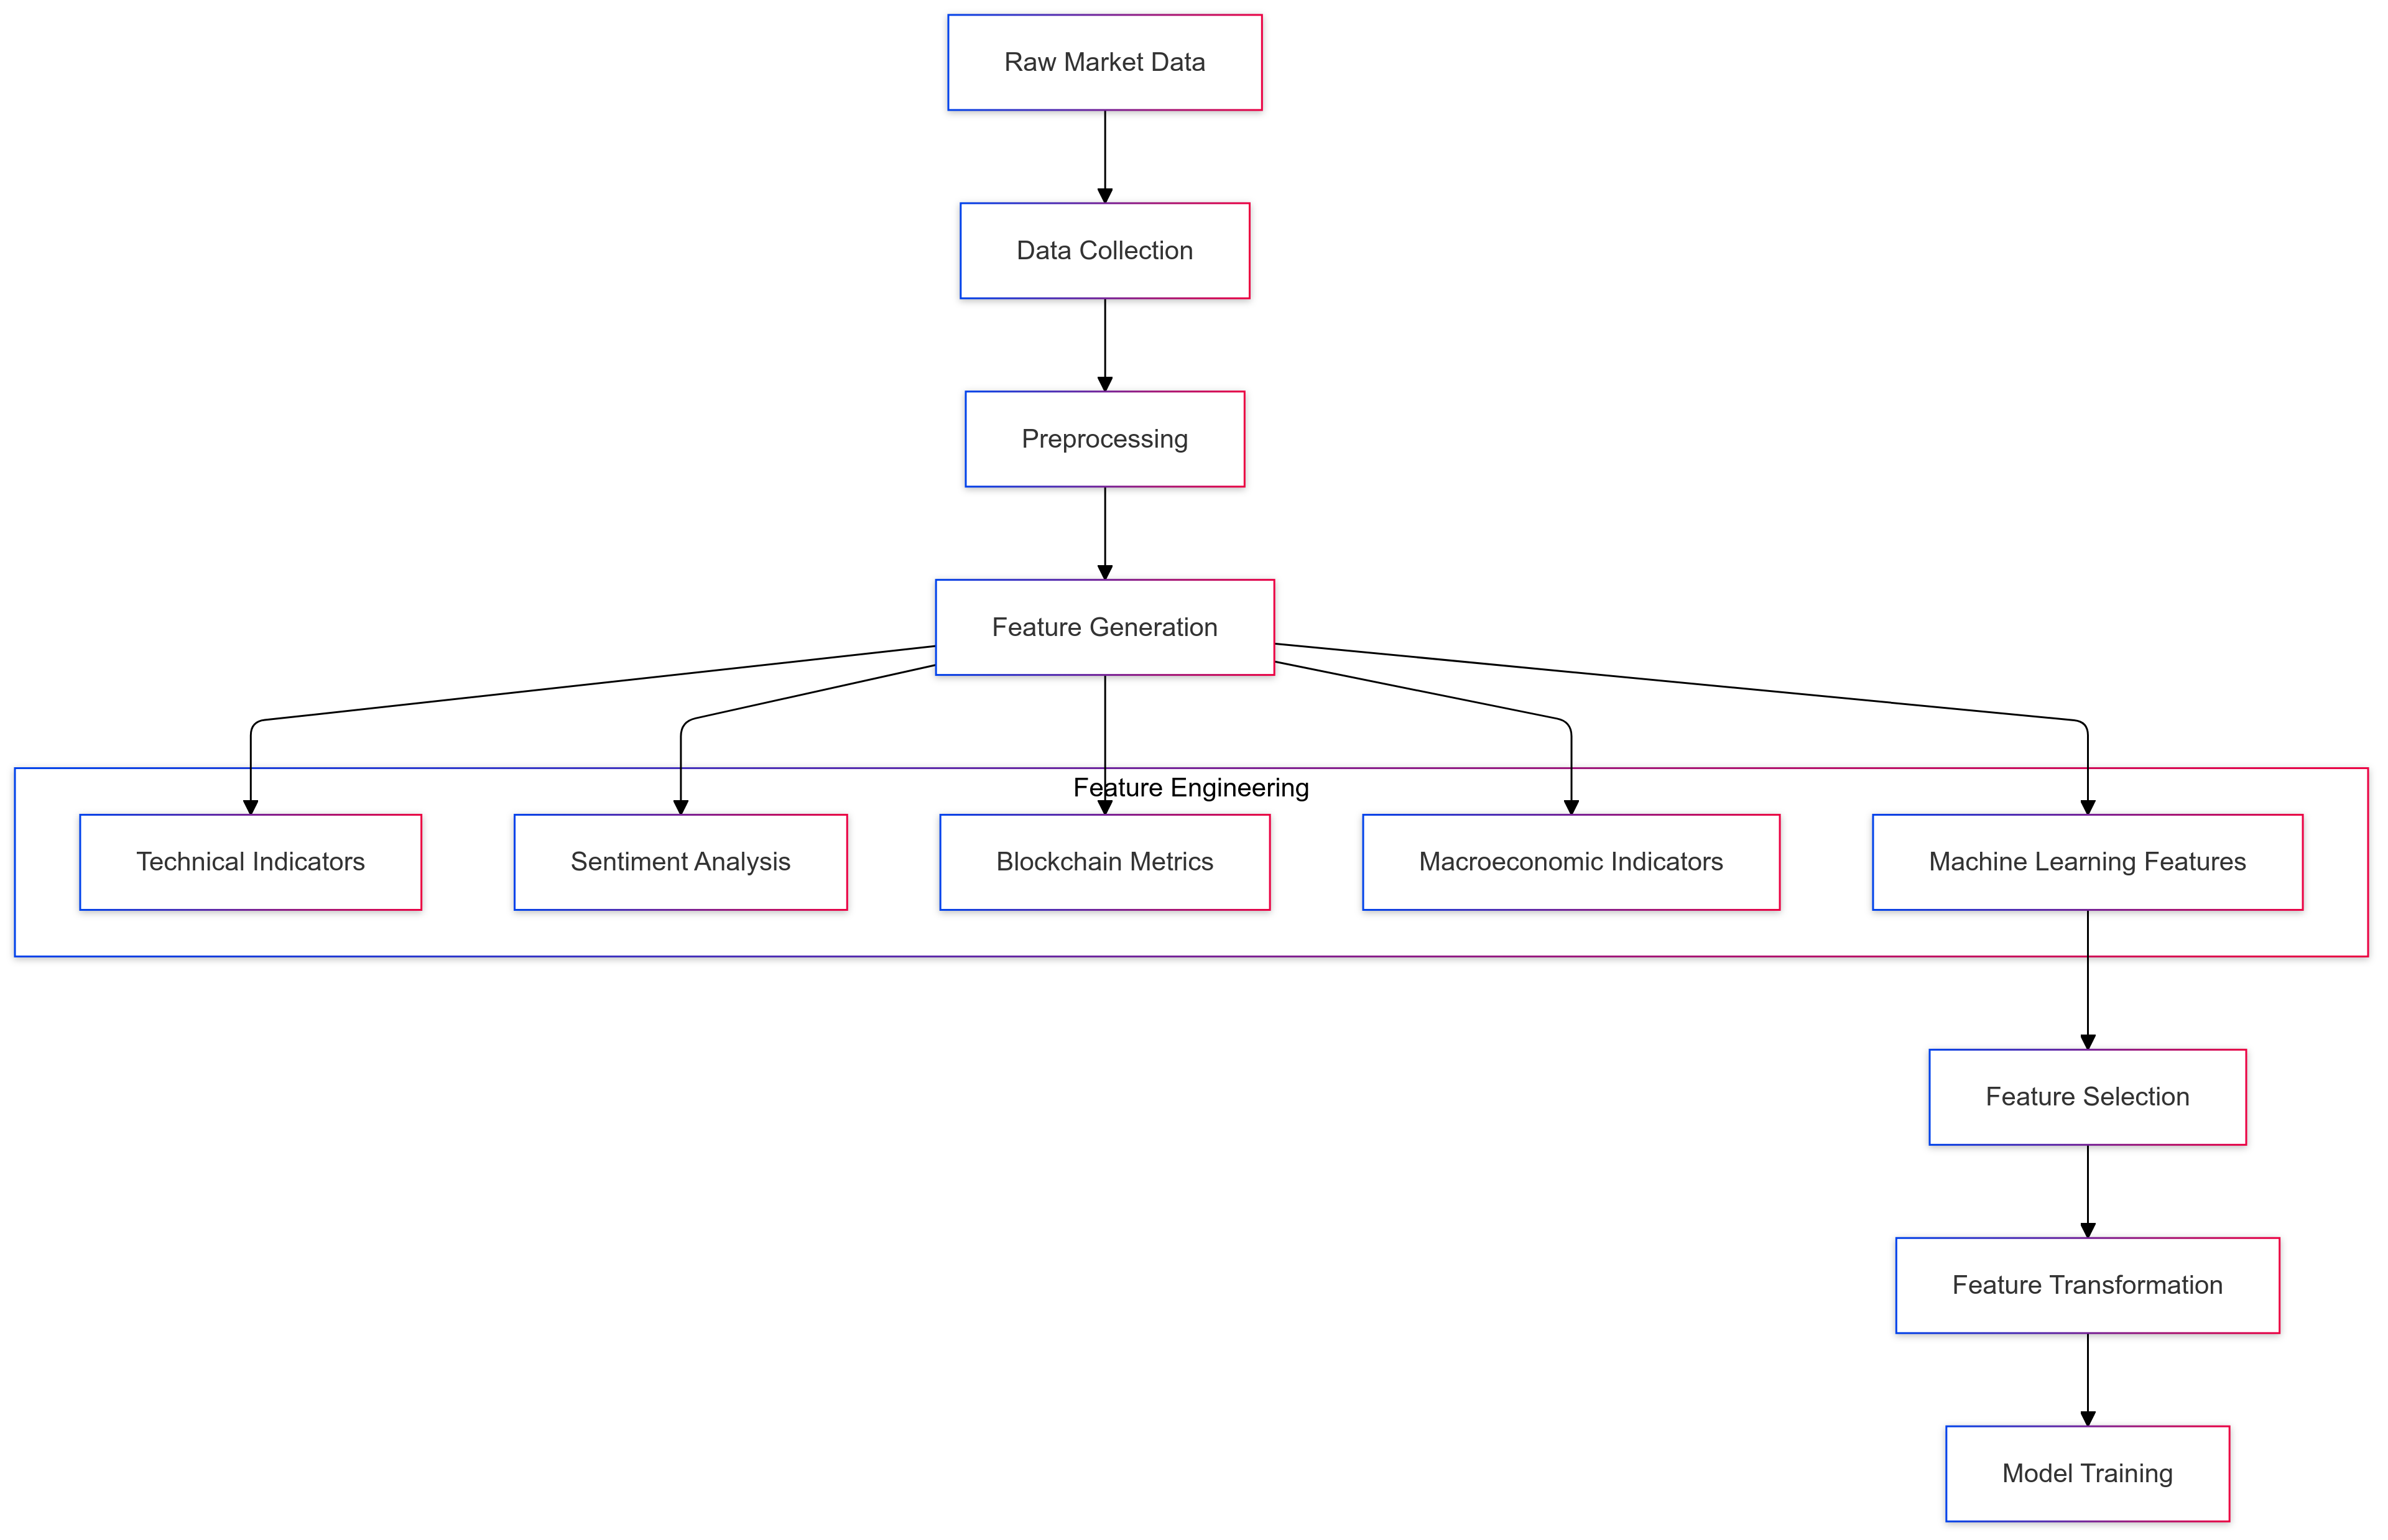 Raw Market Data
Data Collection
Preprocessing
Feature Generation
Feature Engineering
Technical Indicators
Sentiment Analysis
Blockchain Metrics
Macroeconomic Indicators
Machine Learning Features
Feature Selection
Feature Transformation
Model Training